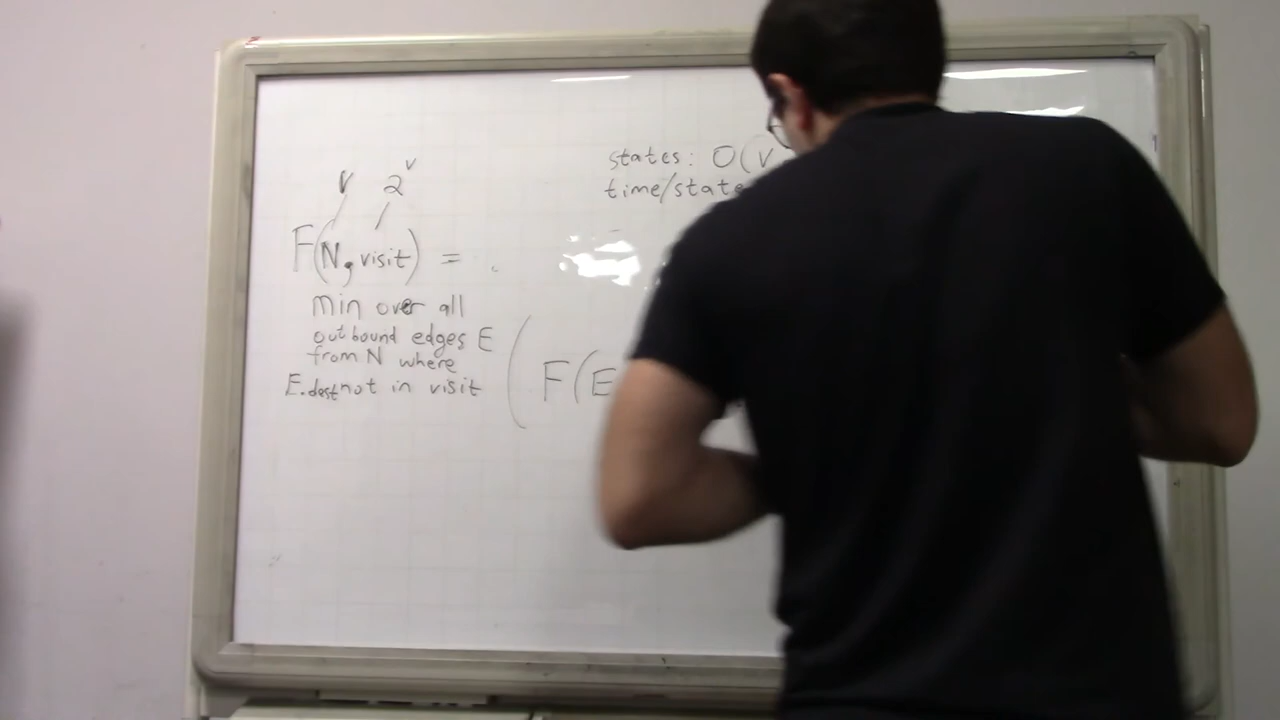 states: O(V
time/state
V 2^V
F(N, visit) =
min over all
outbound edges E
from N where
E.dest not in visit
( F(E